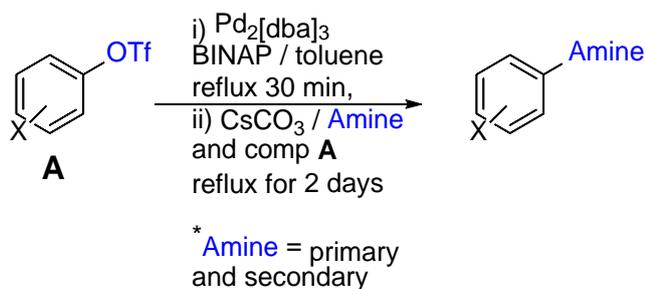 OTf
X
A
i) Pd2[dba]3
BINAP / toluene
reflux 30 min,
ii) CsCO3 / Amine
and comp A
reflux for 2 days
*Amine = primary
and secondary
Amine
X